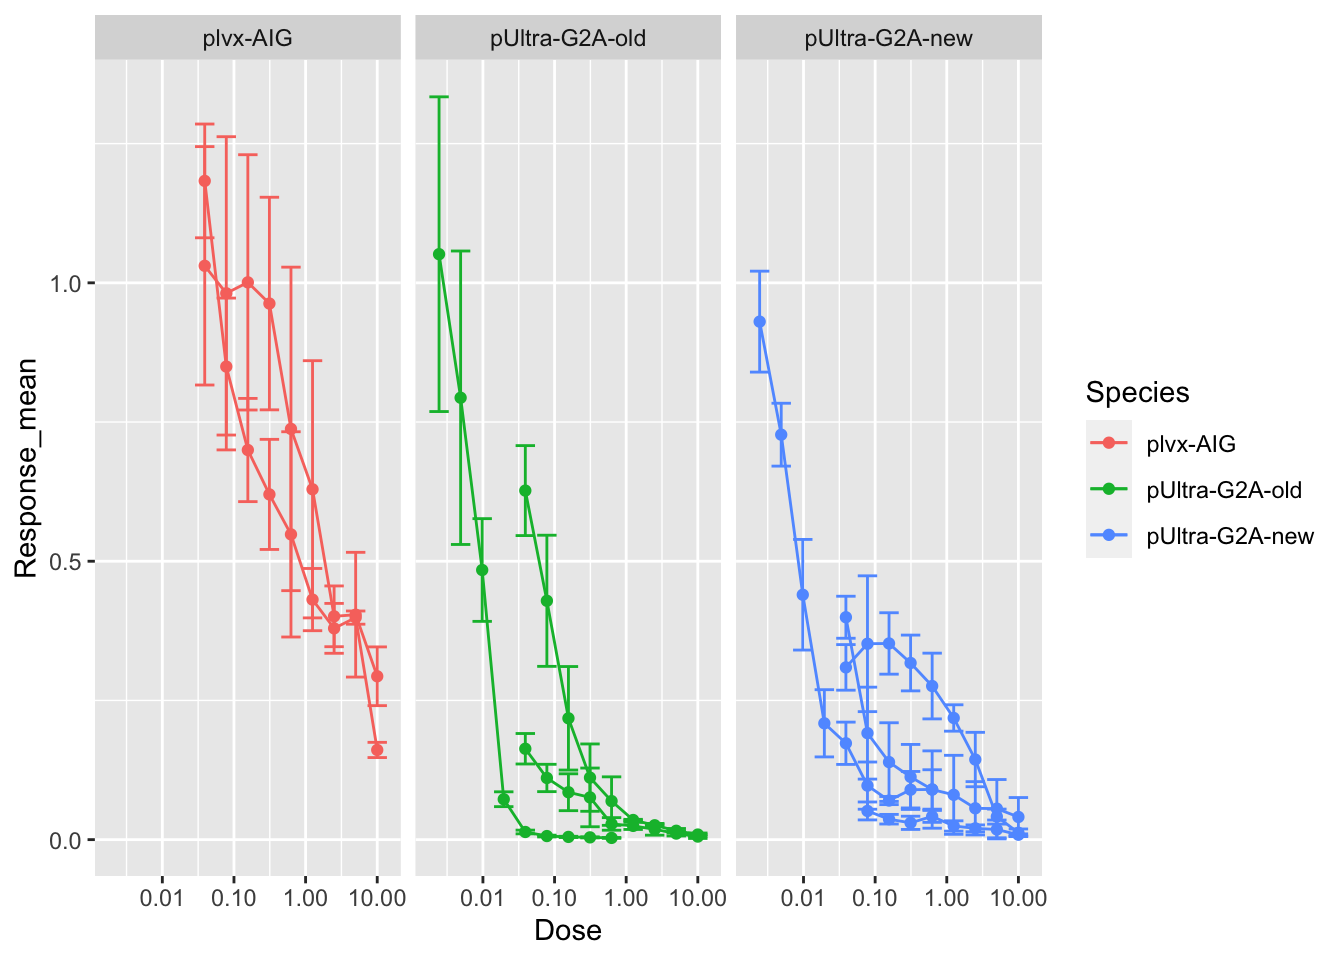 plvx-AIG
pUltra-G2A-old
pUltra-G2A-new
1.0
0.5
0.0
Response_mean
0.01 0.10 1.00 10.00
0.01 0.10 1.00 10.00
0.01 0.10 1.00 10.00
Dose
Species
plvx-AIG
pUltra-G2A-old
pUltra-G2A-new